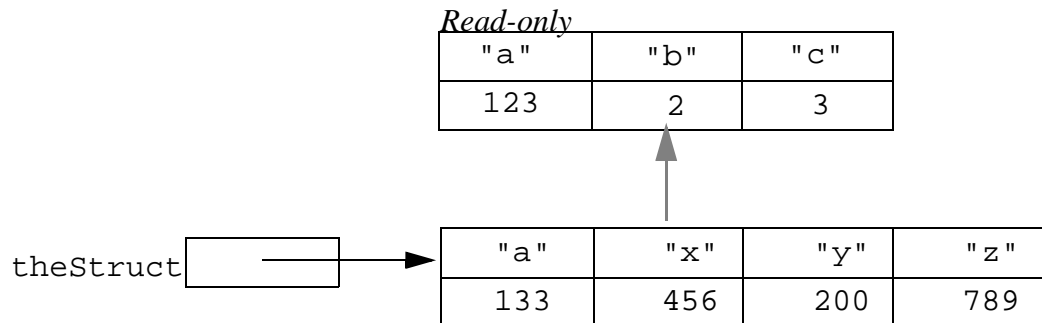 Read-only
"a" "b" "c"
123 2 3
"a" "x" "y" "z"
theStruct
133 456 200 789